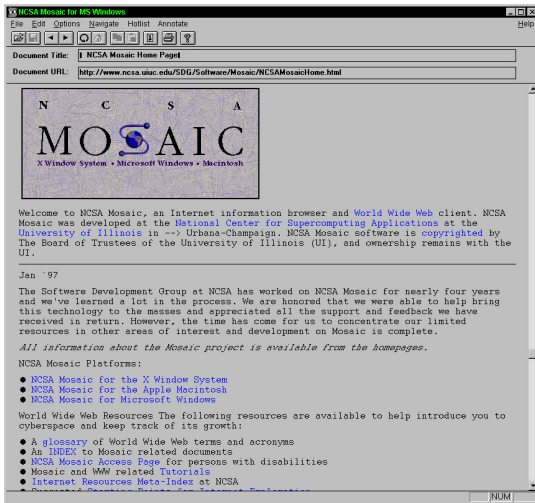 NCSA Mosaic for MS Windows
File Edit Options Navigate Hotlist Annotate Help
Document Title: NCSA Mosaic Home Page
Document URL: http://www.ncsa.uiuc.edu/SDG/Software/Mosaic/NCSAMosaicHome.html
N C S A
MOSAIC
X Window System • Microsoft Windows • Macintosh
Welcome to NCSA Mosaic, an Internet information browser and World Wide Web client. NCSA
Mosaic was developed at the National Center for Supercomputing Applications at the
University of Illinois in --> Urbana-Champaign. NCSA Mosaic software is copyrighted by
The Board of Trustees of the University of Illinois (UI), and ownership remains with the
UI.
Jan '97
The Software Development Group at NCSA has worked on NCSA Mosaic for nearly four years
and we've learned a lot in the process. We are honored that we were able to help bring
this technology to the masses and appreciated all the support and feedback we have
received in return. However, the time has come for us to concentrate our limited
resources in other areas of interest and development on Mosaic is complete.
All information about the Mosaic project is available from the homepages.
NCSA Mosaic Platforms:
● NCSA Mosaic for the X Window System
● NCSA Mosaic for the Apple Macintosh
● NCSA Mosaic for Microsoft Windows
World Wide Web Resources The following resources are available to help introduce you to
cyberspace and keep track of its growth:
● A glossary of World Wide Web terms and acronyms
● An INDEX to Mosaic related documents
● NCSA Mosaic Access Page for persons with disabilities
● Mosaic and WWW related Tutorials
● Internet Resources Meta-Index at NCSA
● Suggested Starting Points for Internet Exploration
NUM